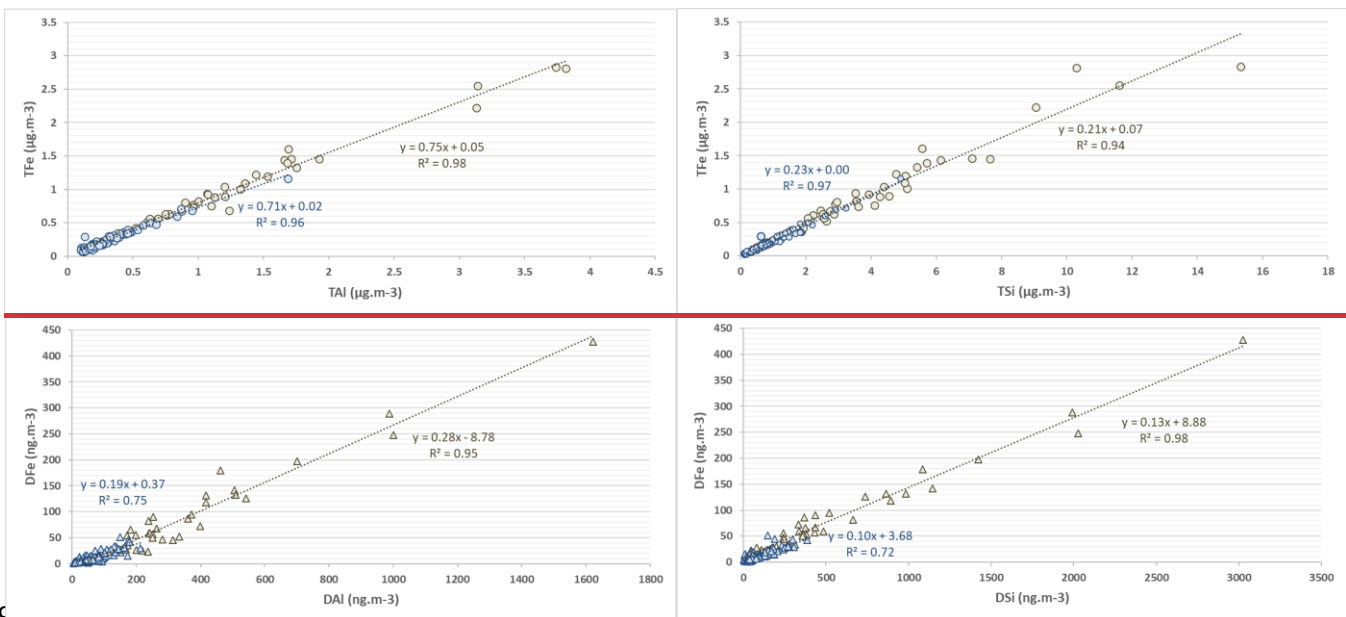 3.5
3
2.5
2
1.5
1
0.5
0
TFe (µg.m-3)
y = 0.75x + 0.05
R² = 0.98
y = 0.71x + 0.02
R² = 0.96
0 0.5 1 1.5 2 2.5 3 3.5 4 4.5
TAl (µg.m-3)
3.5
3
2.5
2
1.5
1
0.5
0
TFe (µg.m-3)
y = 0.21x + 0.07
R² = 0.94
y = 0.23x + 0.00
R² = 0.97
0 2 4 6 8 10 12 14 16 18
TSi (µg.m-3)
450
400
350
300
250
200
150
100
50
0
DFe (ng.m-3)
y = 0.28x - 8.78
R² = 0.95
y = 0.19x + 0.37
R² = 0.75
0 200 400 600 800 1000 1200 1400 1600 1800
DAl (ng.m-3)
450
400
350
300
250
200
150
100
50
0
DFe (ng.m-3)
y = 0.13x + 8.88
R² = 0.98
y = 0.10x + 3.68
R² = 0.72
0 500 1000 1500 2000 2500 3000 3500
DSi (ng.m-3)